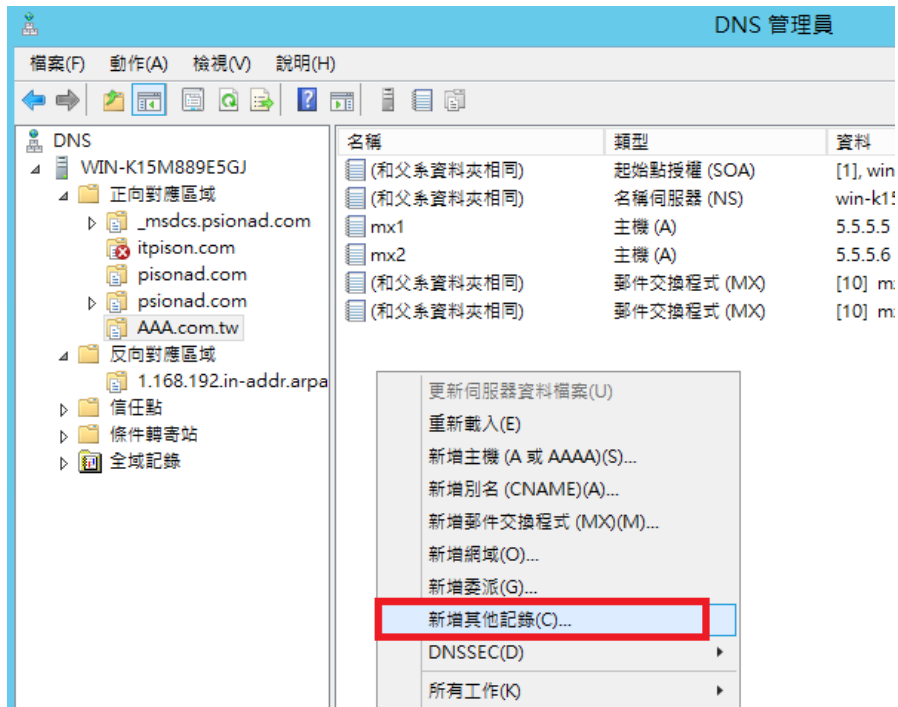 DNS 管理員
檔案(F) 動作(A) 檢視(V) 說明(H)
DNS
WIN-K15M889E5GJ
正向對應區域
_msdcs.psionad.com
itpison.com
pisonad.com
psionad.com
AAA.com.tw
反向對應區域
1.168.192.in-addr.arpa
信任點
條件轉寄站
全域記錄
名稱 類型 資料
(和父系資料夾相同) 起始點授權 (SOA) [1], win
(和父系資料夾相同) 名稱伺服器 (NS) win-k15
mx1 主機 (A) 5.5.5.5
mx2 主機 (A) 5.5.5.6
(和父系資料夾相同) 郵件交換程式 (MX) [10] m
(和父系資料夾相同) 郵件交換程式 (MX) [10] m
更新伺服器資料檔案(U)
重新載入(E)
新增主機 (A 或 AAAA)(S)...
新增別名 (CNAME)(A)...
新增郵件交換程式 (MX)(M)...
新增網域(O)...
新增委派(G)...
新增其他記錄(C)...
DNSSEC(D)
所有工作(K)